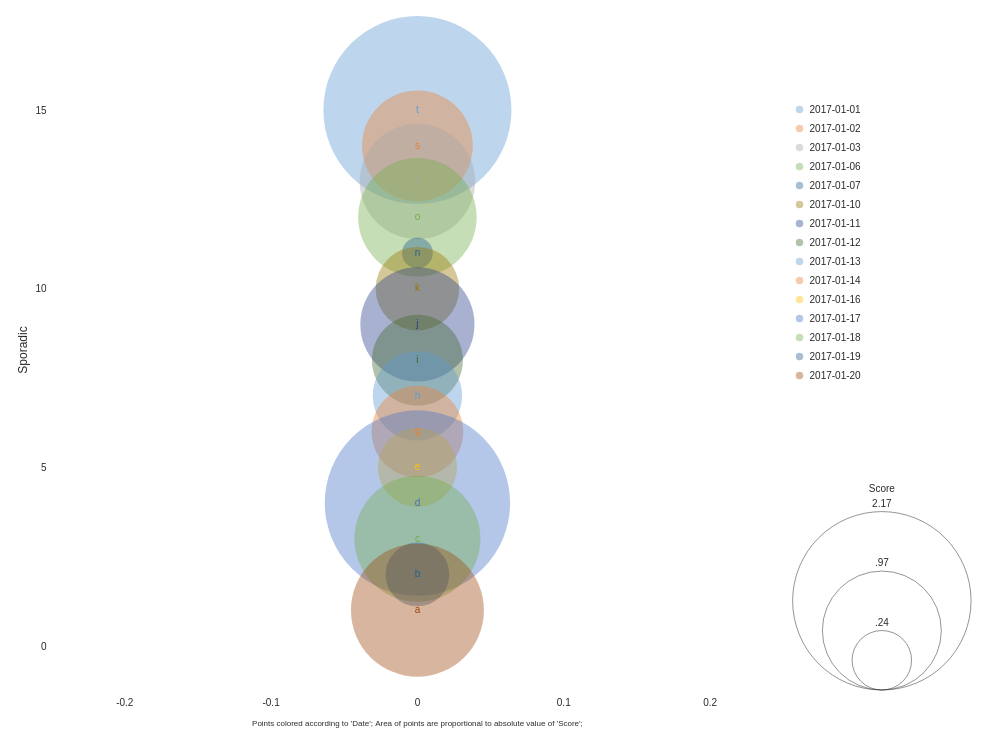 t
15
s
o
n
k
10
j
i
h
Sporadic
e
5
d
c
b
a
0
-0.2 -0.1 0 0.1 0.2
Points colored according to 'Date'; Area of points are proportional to absolute value of 'Score';
2017-01-01
2017-01-02
2017-01-03
2017-01-06
2017-01-07
2017-01-10
2017-01-11
2017-01-12
2017-01-13
2017-01-14
2017-01-16
2017-01-17
2017-01-18
2017-01-19
2017-01-20
Score
2.17
.97
.24